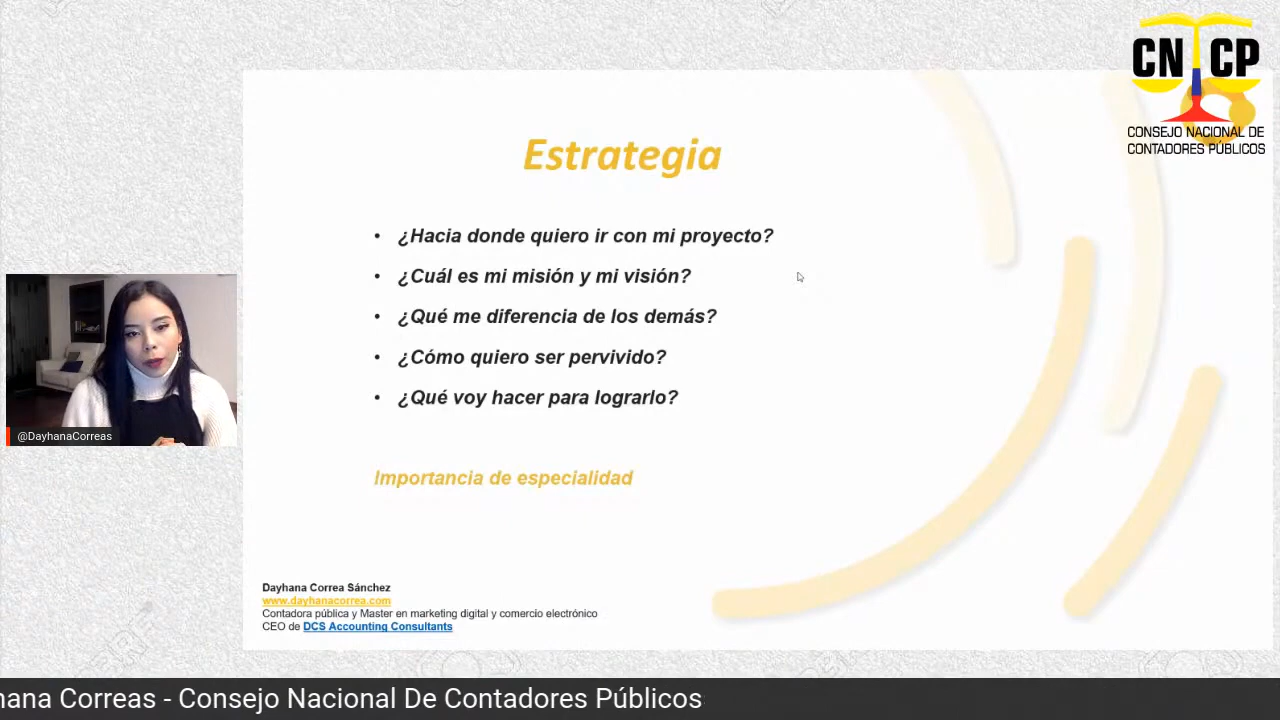 CN CP
CONSEJO NACIONAL DE
CONTADORES PÚBLICOS
Estrategia
• ¿Hacia donde quiero ir con mi proyecto?
• ¿Cuál es mi misión y mi visión?
• ¿Qué me diferencia de los demás?
• ¿Cómo quiero ser pervivido?
• ¿Qué voy hacer para lograrlo?
Importancia de especialidad
@DayhanaCorreas
Dayhana Correa Sánchez
www.dayhanacorrea.com
Contadora pública y Master en marketing digital y comercio electrónico
CEO de DCS Accounting Consultants
hana Correas - Consejo Nacional De Contadores Públicos